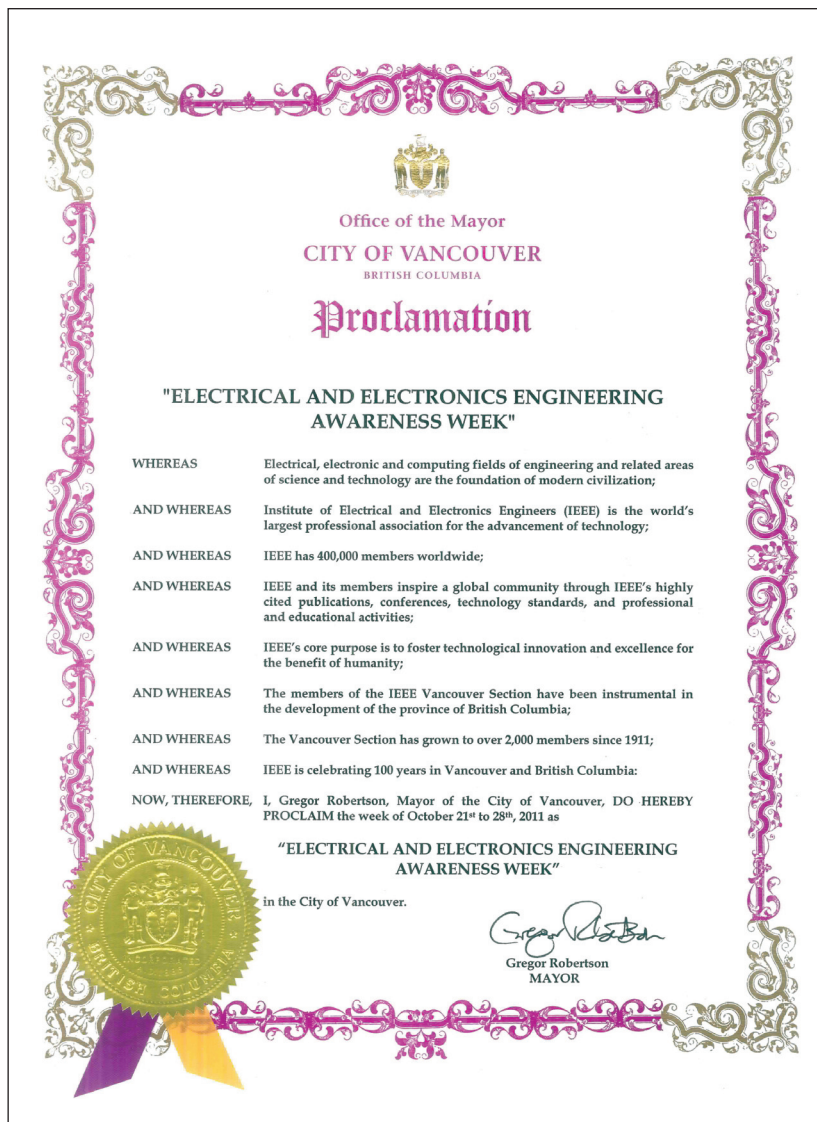 Office of the Mayor
CITY OF VANCOUVER
BRITISH COLUMBIA
Proclamation
"ELECTRICAL AND ELECTRONICS ENGINEERING
AWARENESS WEEK"
WHEREAS Electrical, electronic and computing fields of engineering and related areas
of science and technology are the foundation of modern civilization;
AND WHEREAS Institute of Electrical and Electronics Engineers (IEEE) is the world's
largest professional association for the advancement of technology;
AND WHEREAS IEEE has 400,000 members worldwide;
AND WHEREAS IEEE and its members inspire a global community through IEEE's highly
cited publications, conferences, technology standards, and professional
and educational activities;
AND WHEREAS IEEE's core purpose is to foster technological innovation and excellence for
the benefit of humanity;
AND WHEREAS The members of the IEEE Vancouver Section have been instrumental in
the development of the province of British Columbia;
AND WHEREAS The Vancouver Section has grown to over 2,000 members since 1911;
AND WHEREAS IEEE is celebrating 100 years in Vancouver and British Columbia:
NOW, THEREFORE, I, Gregor Robertson, Mayor of the City of Vancouver, DO HEREBY
PROCLAIM the week of October 21st to 28th, 2011 as
“ELECTRICAL AND ELECTRONICS ENGINEERING
AWARENESS WEEK”
in the City of Vancouver.
Gregor Robertson
MAYOR
CITY OF VANCOUVER
BRITISH COLUMBIA